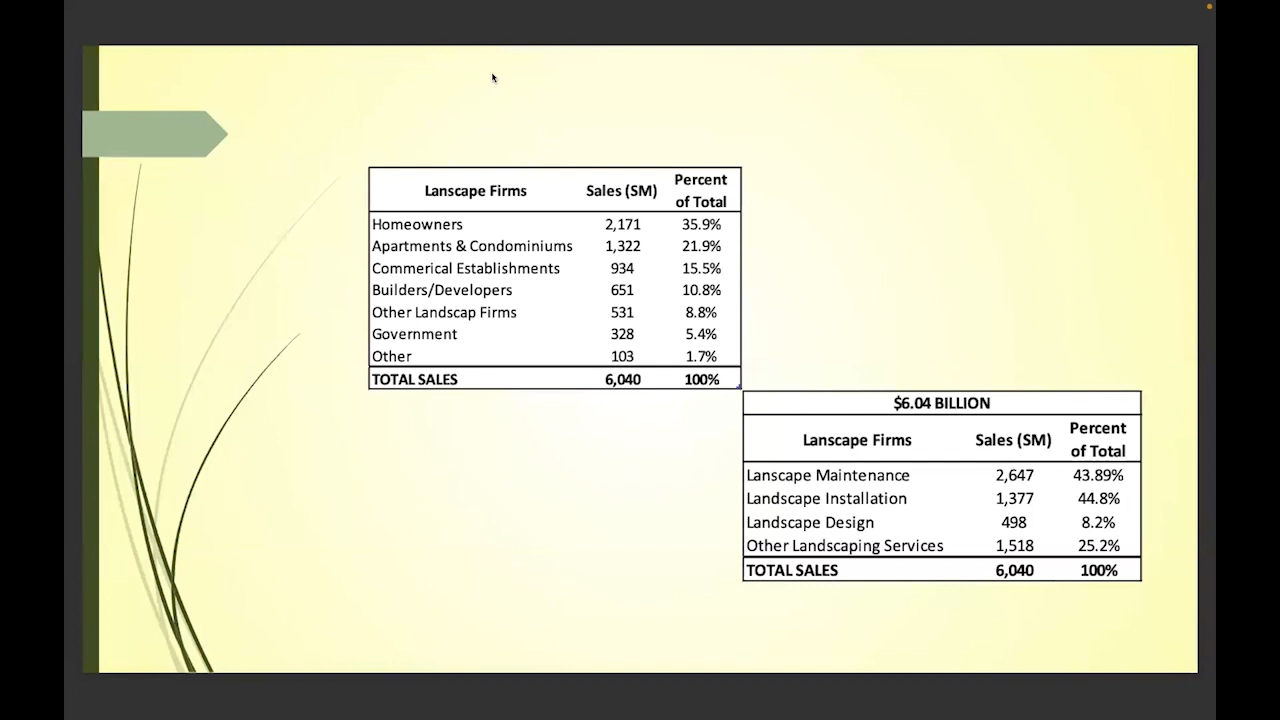 Lanscape Firms Sales (SM) Percent of Total
Homeowners 2,171 35.9%
Apartments & Condominiums 1,322 21.9%
Commerical Establishments 934 15.5%
Builders/Developers 651 10.8%
Other Landscap Firms 531 8.8%
Government 328 5.4%
Other 103 1.7%
TOTAL SALES 6,040 100%
$6.04 BILLION
Lanscape Firms Sales (SM) Percent of Total
Lanscape Maintenance 2,647 43.89%
Landscape Installation 1,377 44.8%
Landscape Design 498 8.2%
Other Landscaping Services 1,518 25.2%
TOTAL SALES 6,040 100%